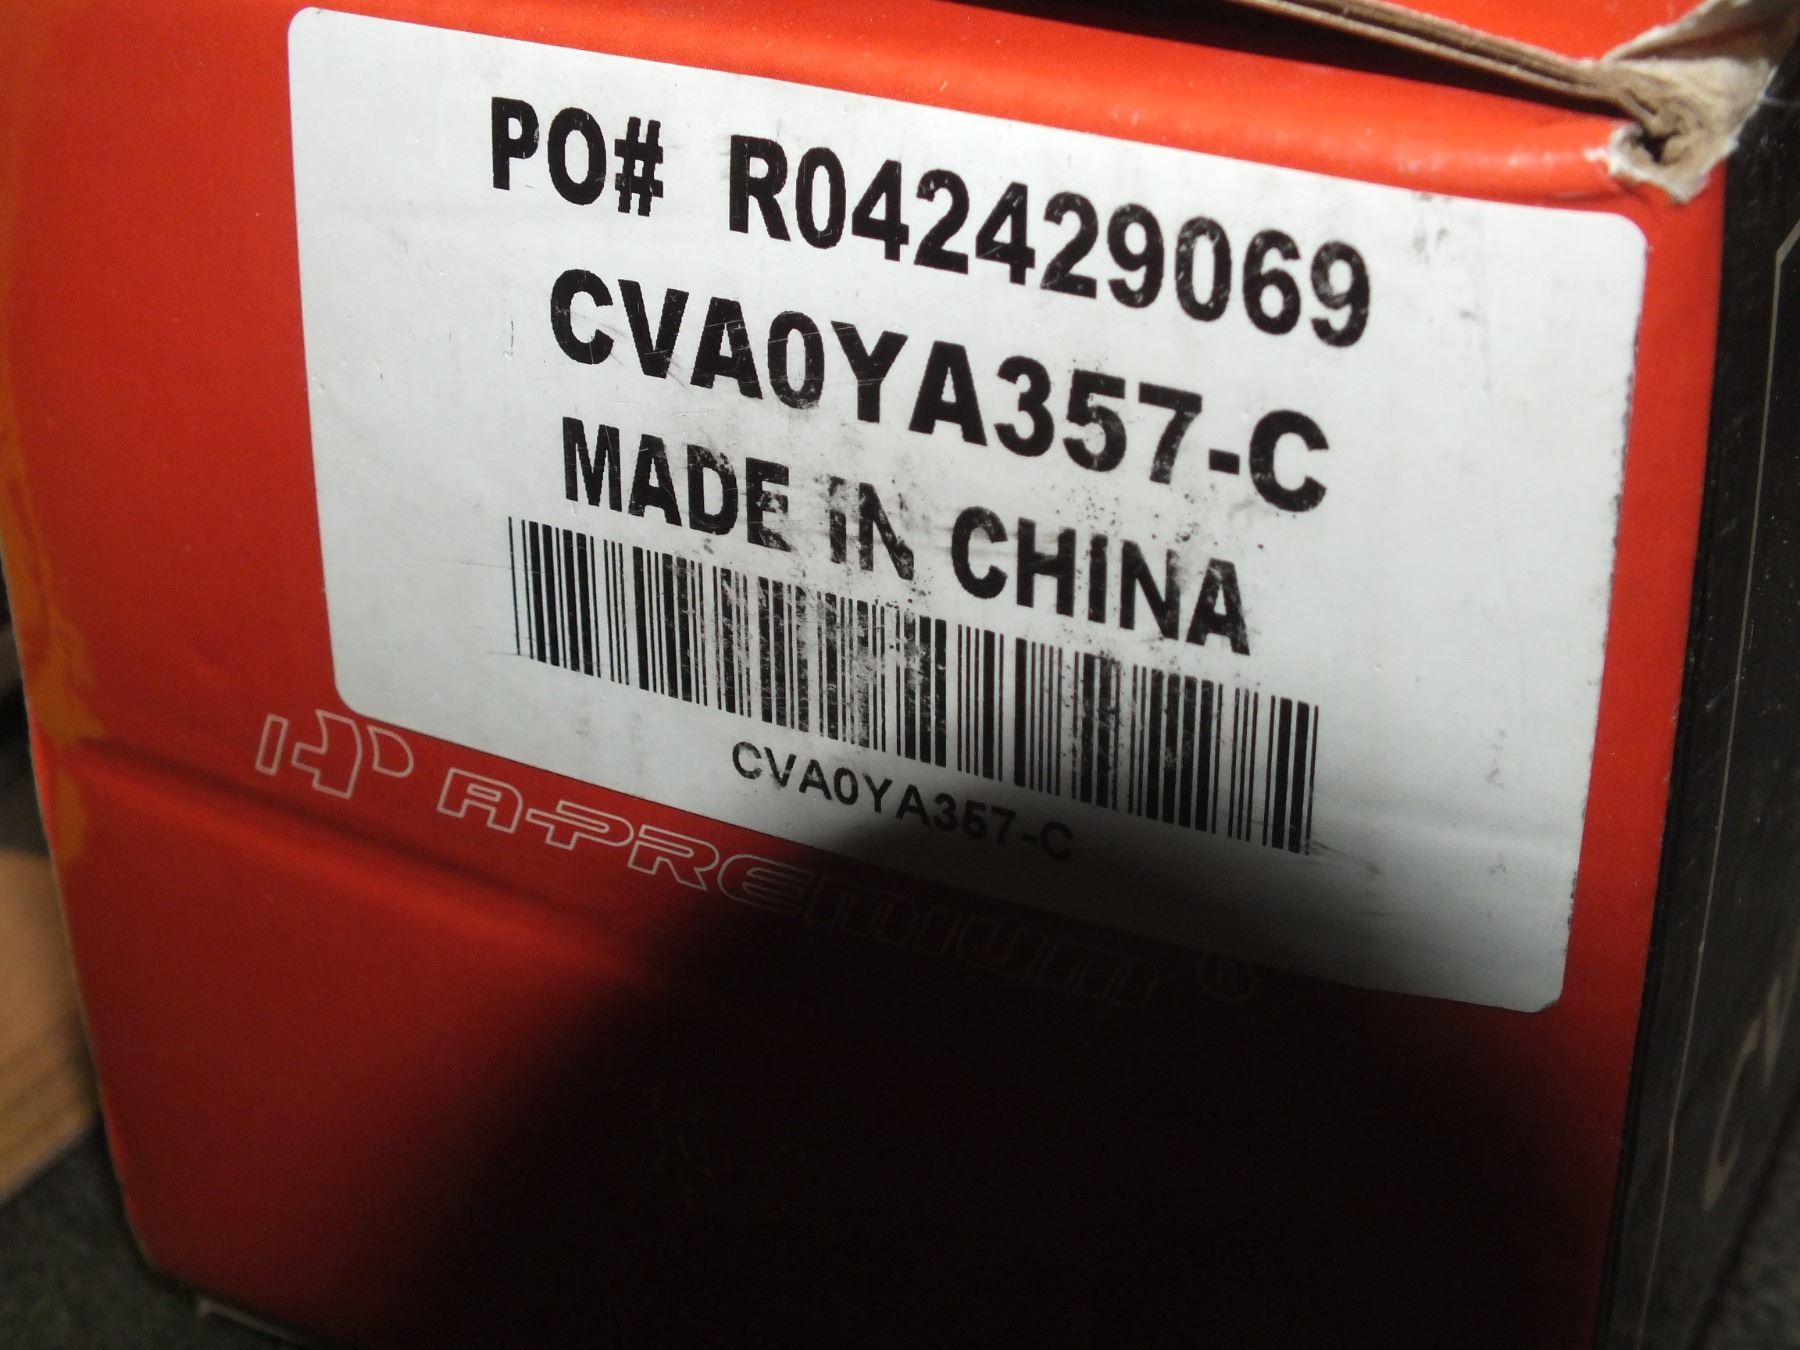 PO# R042429069
CVA0YA357-C
MADE IN CHINA
CVA0YA357-C
A-PREMIUM ®